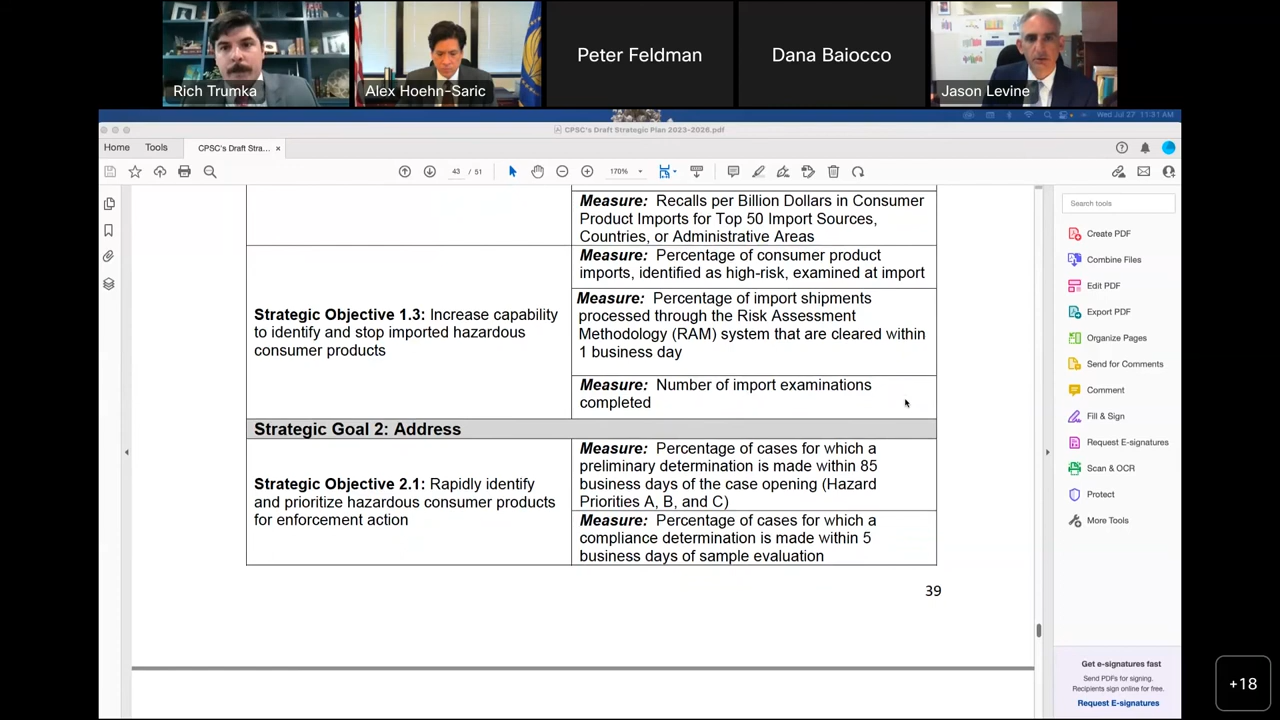 Rich Trumka
Alex Hoehn-Saric
Peter Feldman
Dana Baiocco
Jason Levine
Wed Jul 27 11:31 AM
CPSC's Draft Strategic Plan 2023-2026.pdf
Home
Tools
CPSC's Draft Stra...
43 / 51
170%
Measure: Recalls per Billion Dollars in Consumer
Product Imports for Top 50 Import Sources,
Countries, or Administrative Areas
Strategic Objective 1.3: Increase capability
to identify and stop imported hazardous
consumer products
Measure: Percentage of consumer product
imports, identified as high-risk, examined at import
Measure: Percentage of import shipments
processed through the Risk Assessment
Methodology (RAM) system that are cleared within
1 business day
Measure: Number of import examinations
completed
Strategic Goal 2: Address
Strategic Objective 2.1: Rapidly identify
and prioritize hazardous consumer products
for enforcement action
Measure: Percentage of cases for which a
preliminary determination is made within 85
business days of the case opening (Hazard
Priorities A, B, and C)
Measure: Percentage of cases for which a
compliance determination is made within 5
business days of sample evaluation
39
Search tools
Create PDF
Combine Files
Edit PDF
Export PDF
Organize Pages
Send for Comments
Comment
Fill & Sign
Request E-signatures
Scan & OCR
Protect
More Tools
Get e-signatures fast
Send PDFs for signing.
Recipients sign online for free.
Request E-signatures
+18